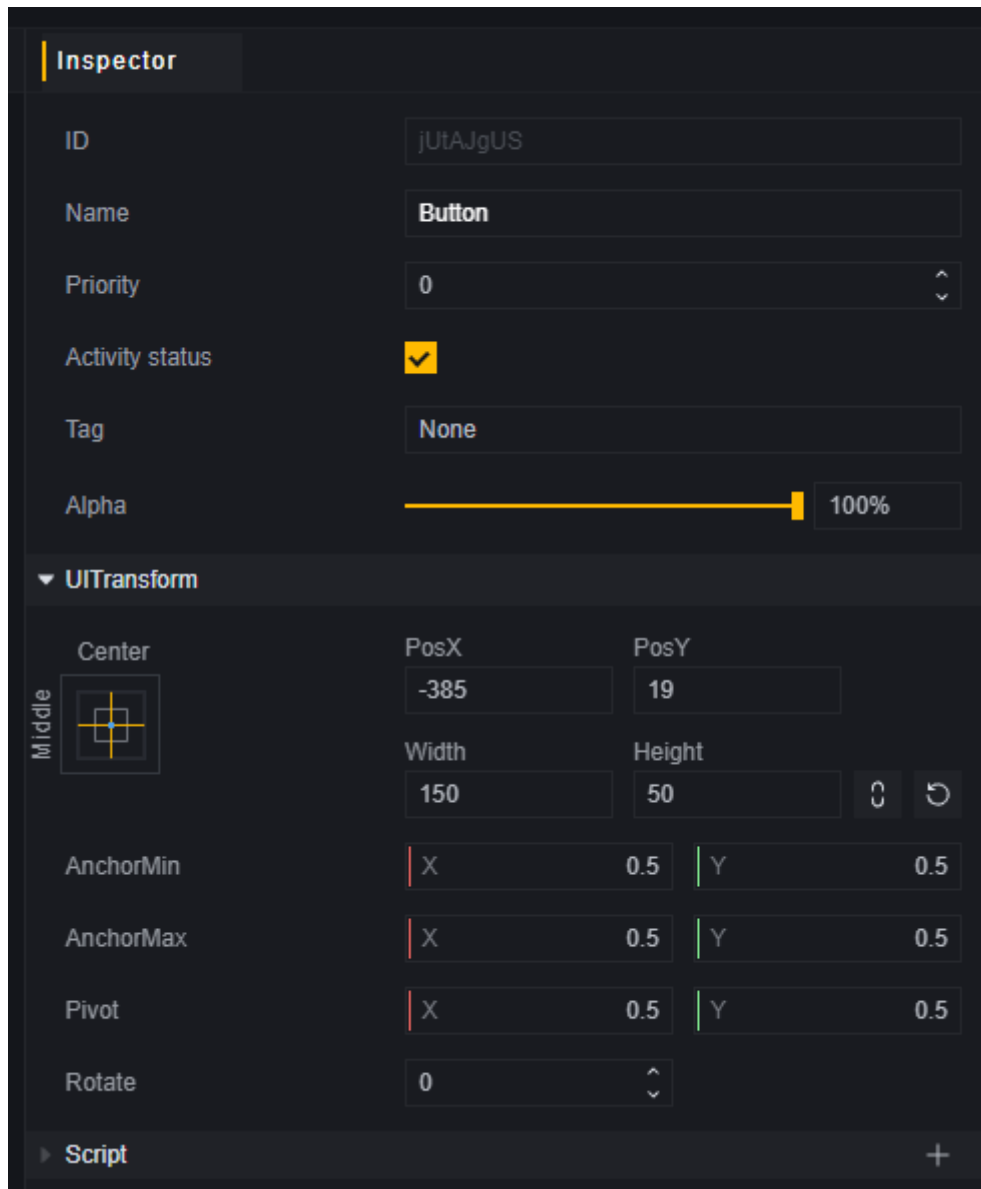 Inspector
ID jUtAJgUS
Name Button
Priority 0
Activity status
Tag None
Alpha 100%
UITransform
Center PosX PosY
Middle -385 19
Width Height
150 50
AnchorMin X 0.5 Y 0.5
AnchorMax X 0.5 Y 0.5
Pivot X 0.5 Y 0.5
Rotate 0
Script